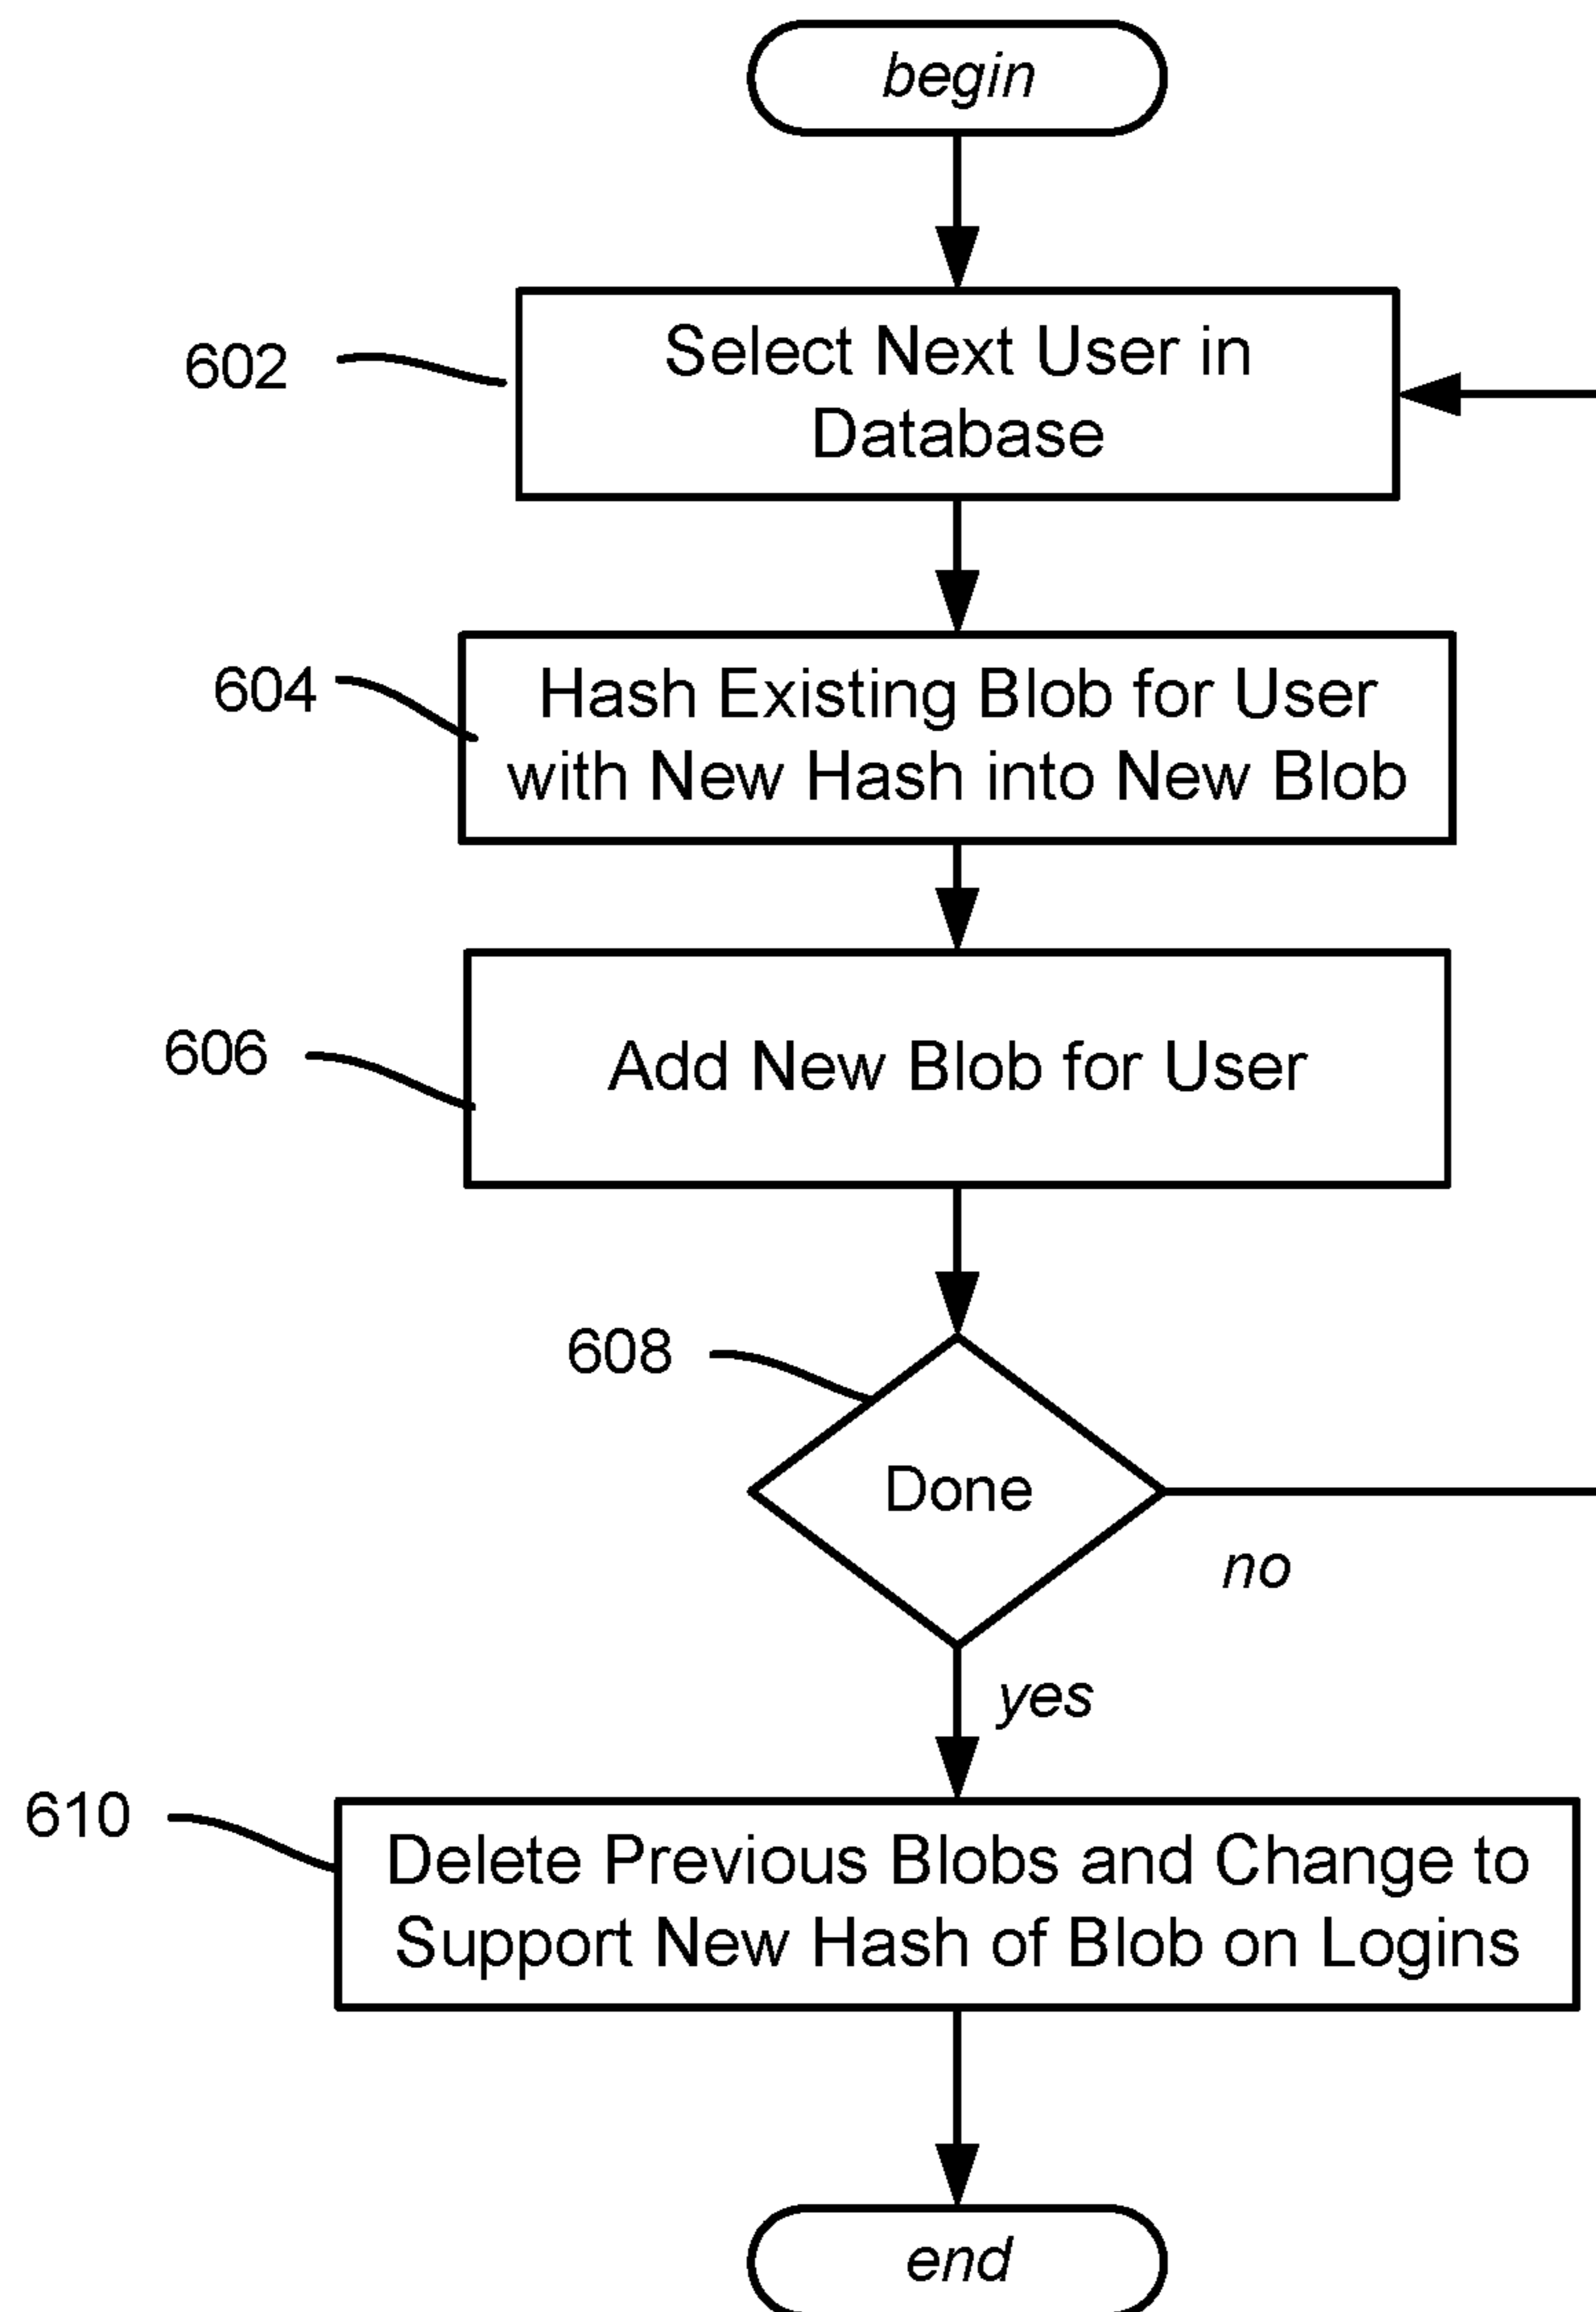 begin
602
Select Next User in
Database
604
Hash Existing Blob for User
with New Hash into New Blob
606
Add New Blob for User
608
Done
no
yes
610
Delete Previous Blobs and Change to
Support New Hash of Blob on Logins
end